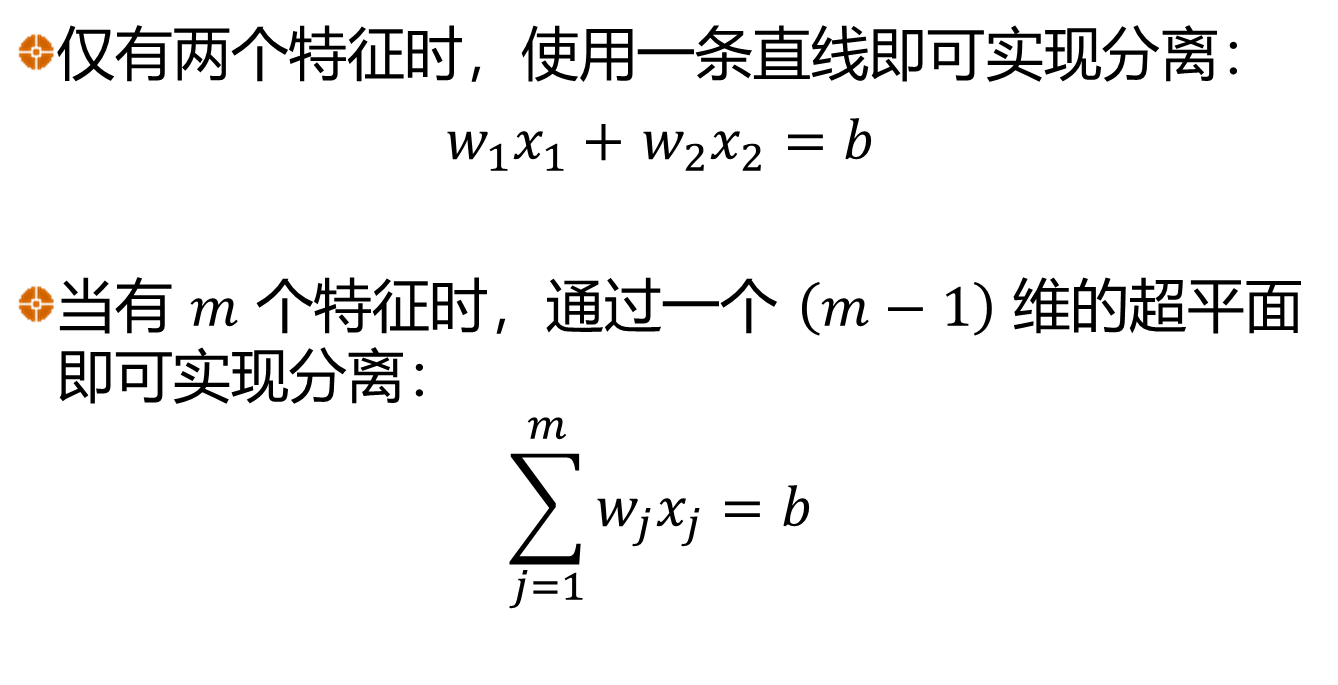 仅有两个特征时，使用一条直线即可实现分离：
w₁x₁ + w₂x₂ = b
当有 m 个特征时，通过一个 (m − 1) 维的超平面
即可实现分离：
∑_{j=1}^{m} wⱼxⱼ = b